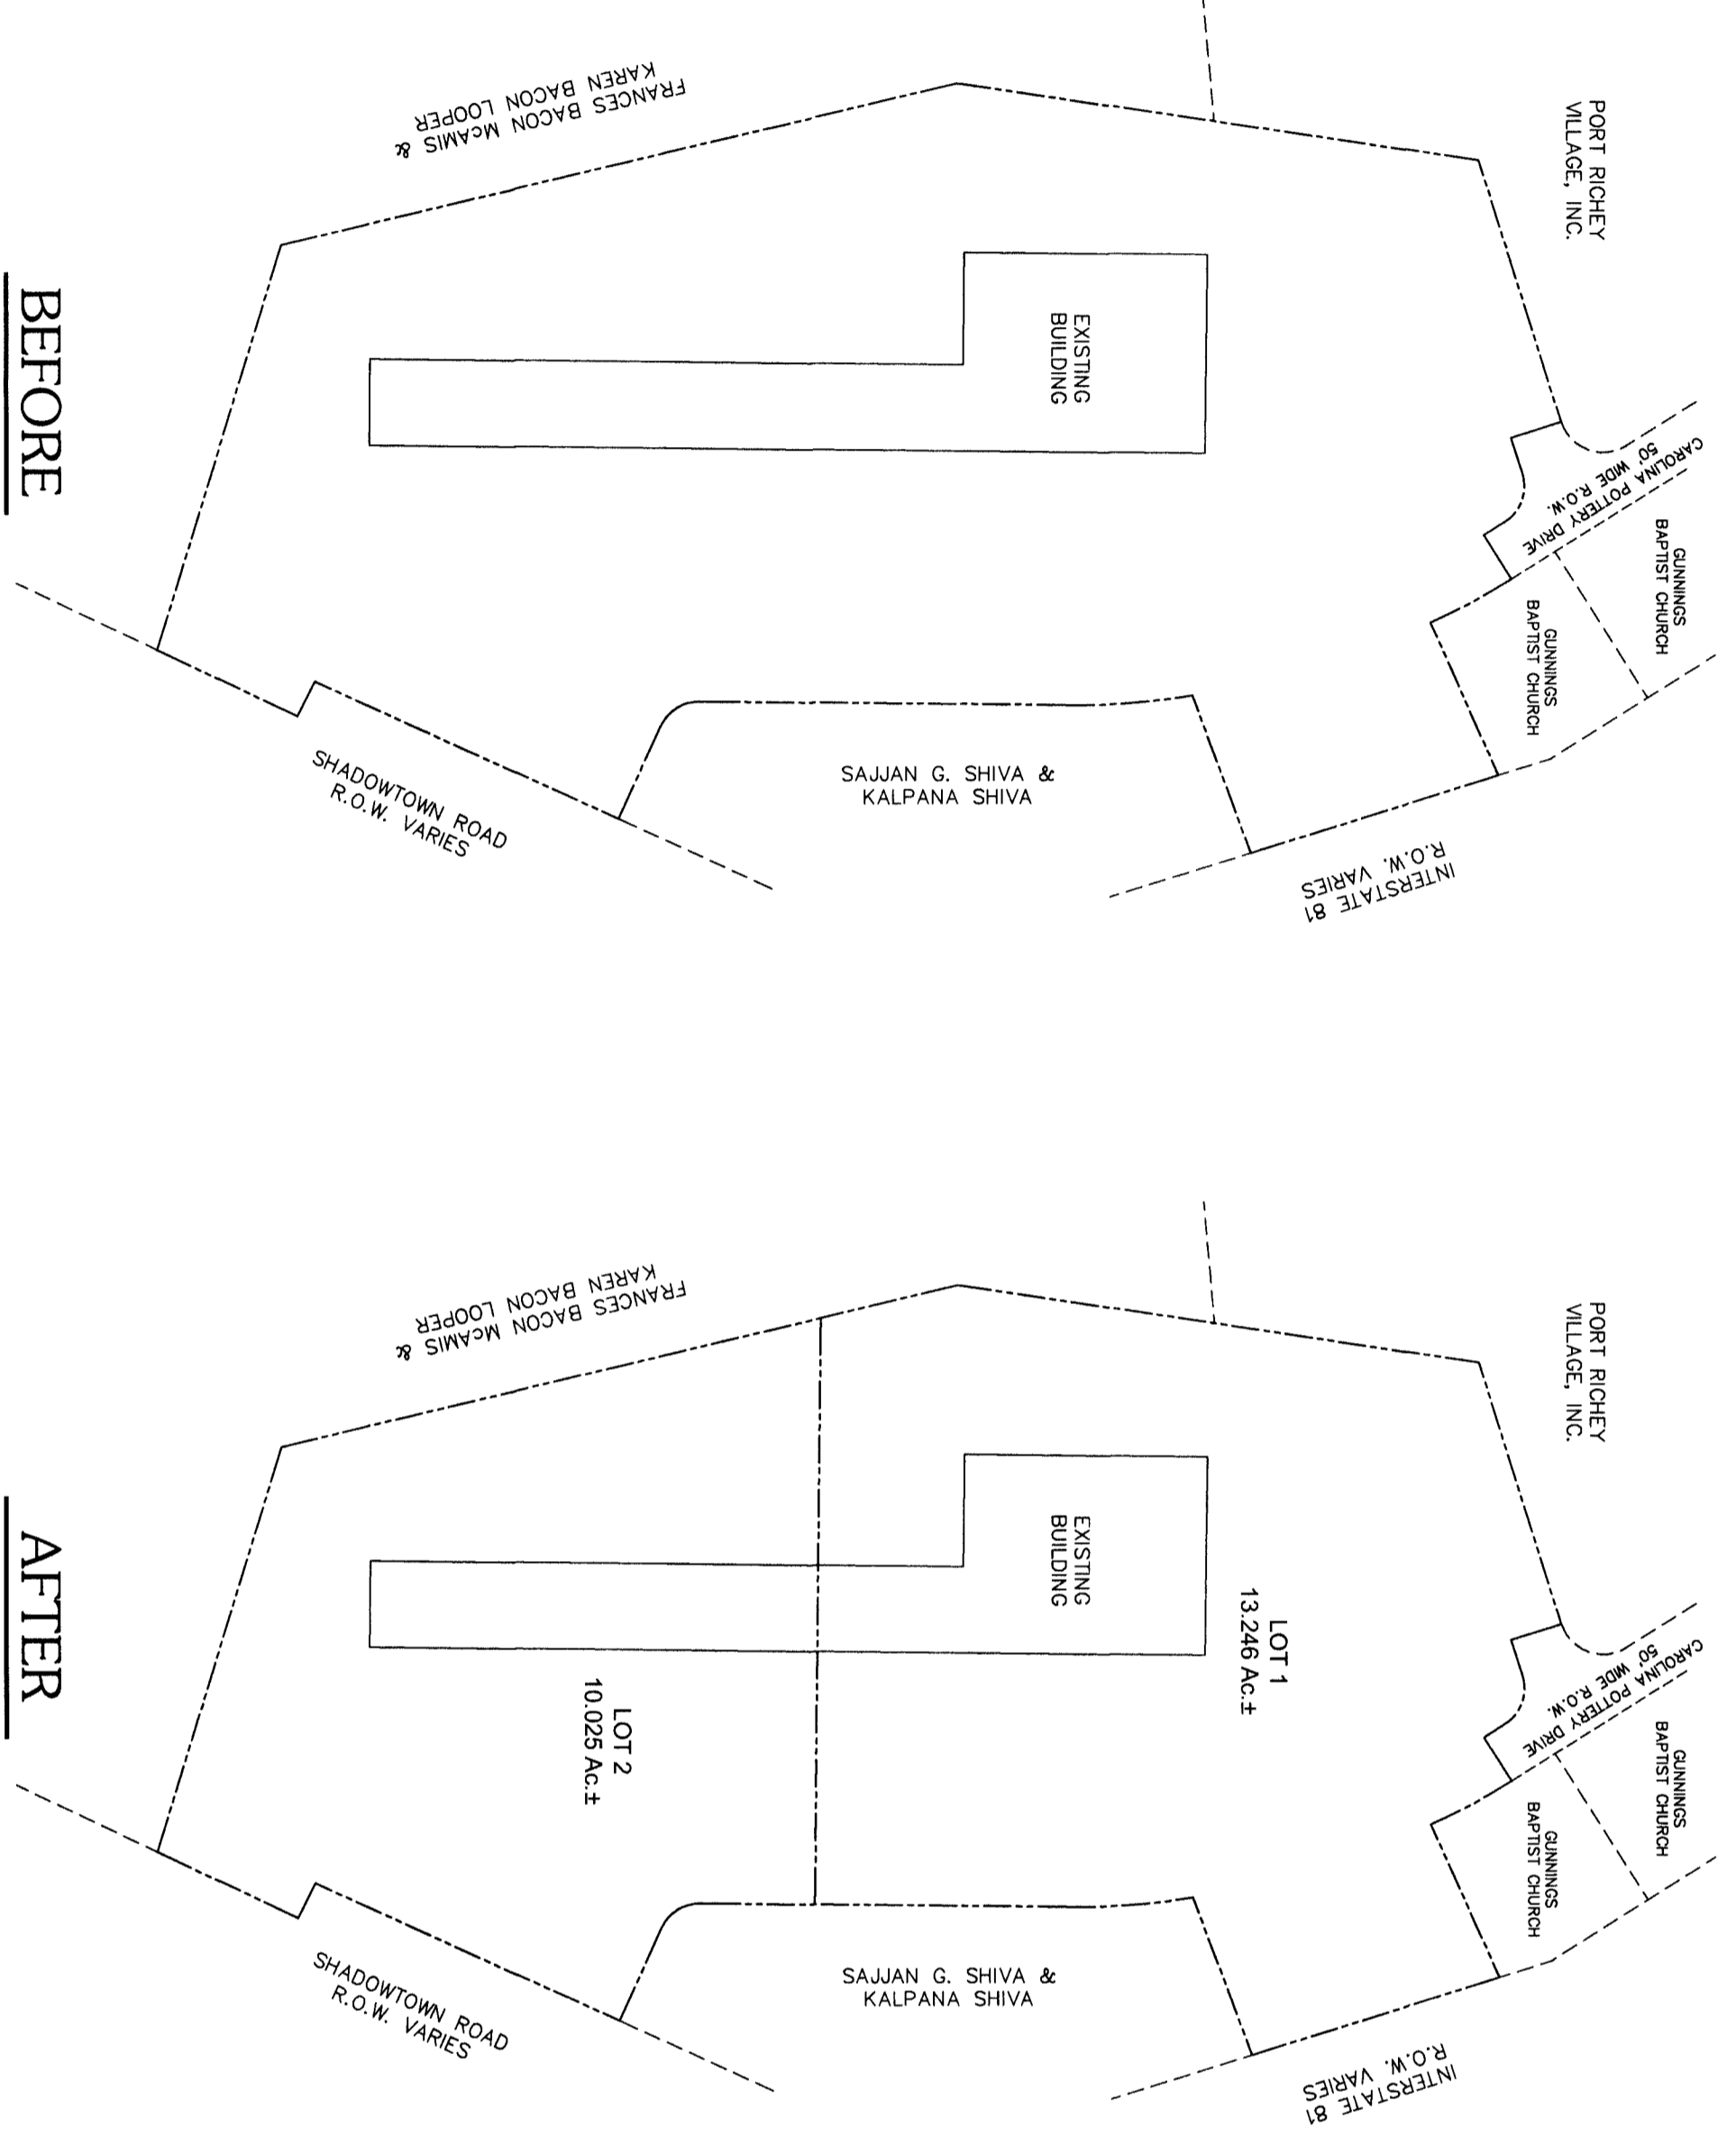 PORT RICHEY
VILLAGE, INC.
FRANCES BACON McAMIS &
KAREN BACON LOOPER
EXISTING
BUILDING
CAROLINA POTTERY DRIVE
50' WIDE R.O.W.
GUNNINGS
BAPTIST CHURCH
GUNNINGS
BAPTIST CHURCH
SAJJAN G. SHIVA &
KALPANA SHIVA
SHADOWTOWN ROAD
R.O.W. VARIES
INTERSTATE 81
R.O.W. VARIES
BEFORE
PORT RICHEY
VILLAGE, INC.
FRANCES BACON McAMIS &
KAREN BACON LOOPER
EXISTING
BUILDING
LOT 1
13.246 Ac.±
LOT 2
10.025 Ac.±
CAROLINA POTTERY DRIVE
50' WIDE R.O.W.
GUNNINGS
BAPTIST CHURCH
GUNNINGS
BAPTIST CHURCH
SAJJAN G. SHIVA &
KALPANA SHIVA
SHADOWTOWN ROAD
R.O.W. VARIES
INTERSTATE 81
R.O.W. VARIES
AFTER